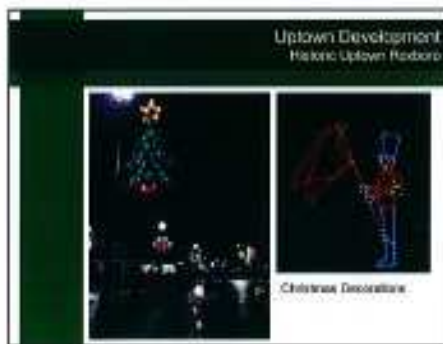 Uptown Development
Historic Uptown Roxboro
Christmas Decorations